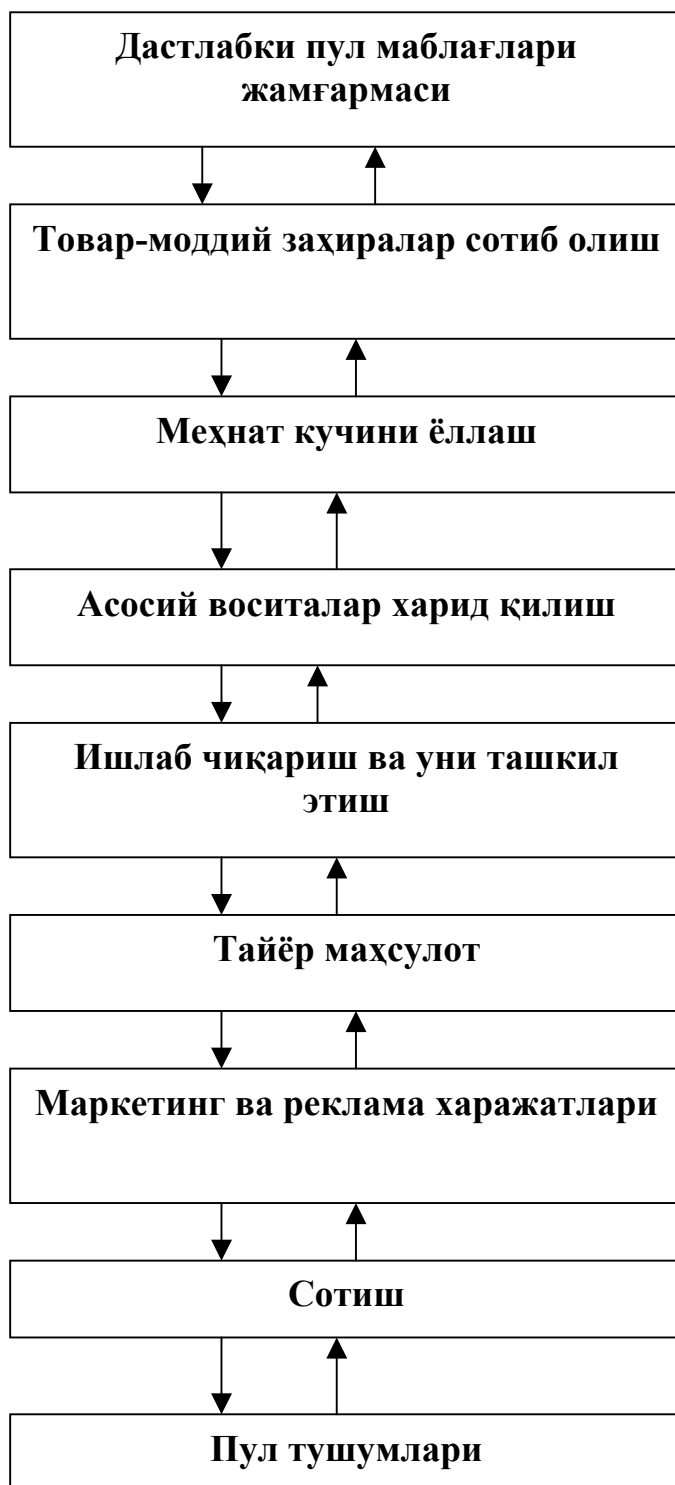 Дастлабки пул маблағлари
жамғармаси
Товар-моддий заҳиралар сотиб олиш
Меҳнат кучини ёллаш
Асосий воситалар харид қилиш
Ишлаб чиқариш ва уни ташкил
этиш
Тайёр маҳсулот
Маркетинг ва реклама харажатлари
Сотиш
Пул тушумлари